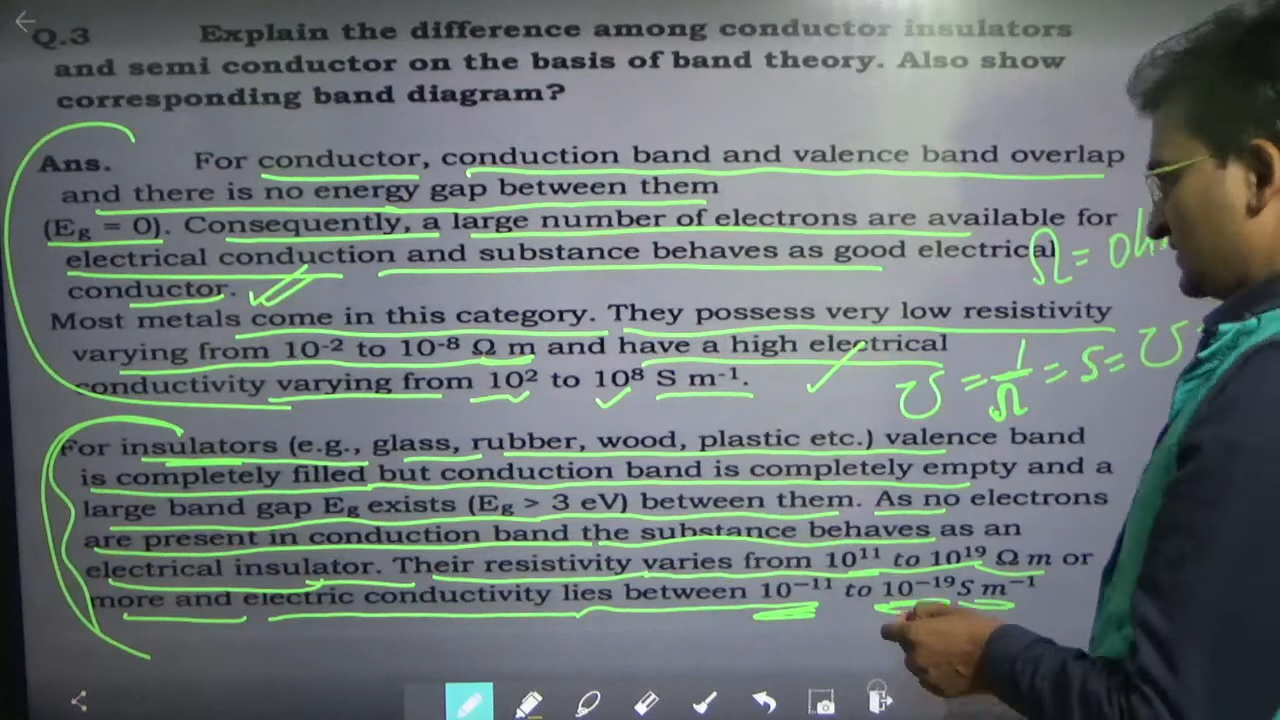 Q.3 Explain the difference among conductor insulators
and semi conductor on the basis of band theory. Also show
corresponding band diagram?
Ans. For conductor, conduction band and valence band overlap
and there is no energy gap between them
(Eg = 0). Consequently, a large number of electrons are available for
electrical conduction and substance behaves as good electrical
conductor.
Ω = Oh
Most metals come in this category. They possess very low resistivity
varying from 10⁻² to 10⁻⁸ Ω m and have a high electrical
conductivity varying from 10² to 10⁸ S m⁻¹.
℧ = 1/Ω = S = ℧
For insulators (e.g., glass, rubber, wood, plastic etc.) valence band
is completely filled but conduction band is completely empty and a
large band gap Eg exists (Eg > 3 eV) between them. As no electrons
are present in conduction band the substance behaves as an
electrical insulator. Their resistivity varies from 10¹¹ to 10¹⁹ Ω m or
more and electric conductivity lies between 10⁻¹¹ to 10⁻¹⁹ S m⁻¹